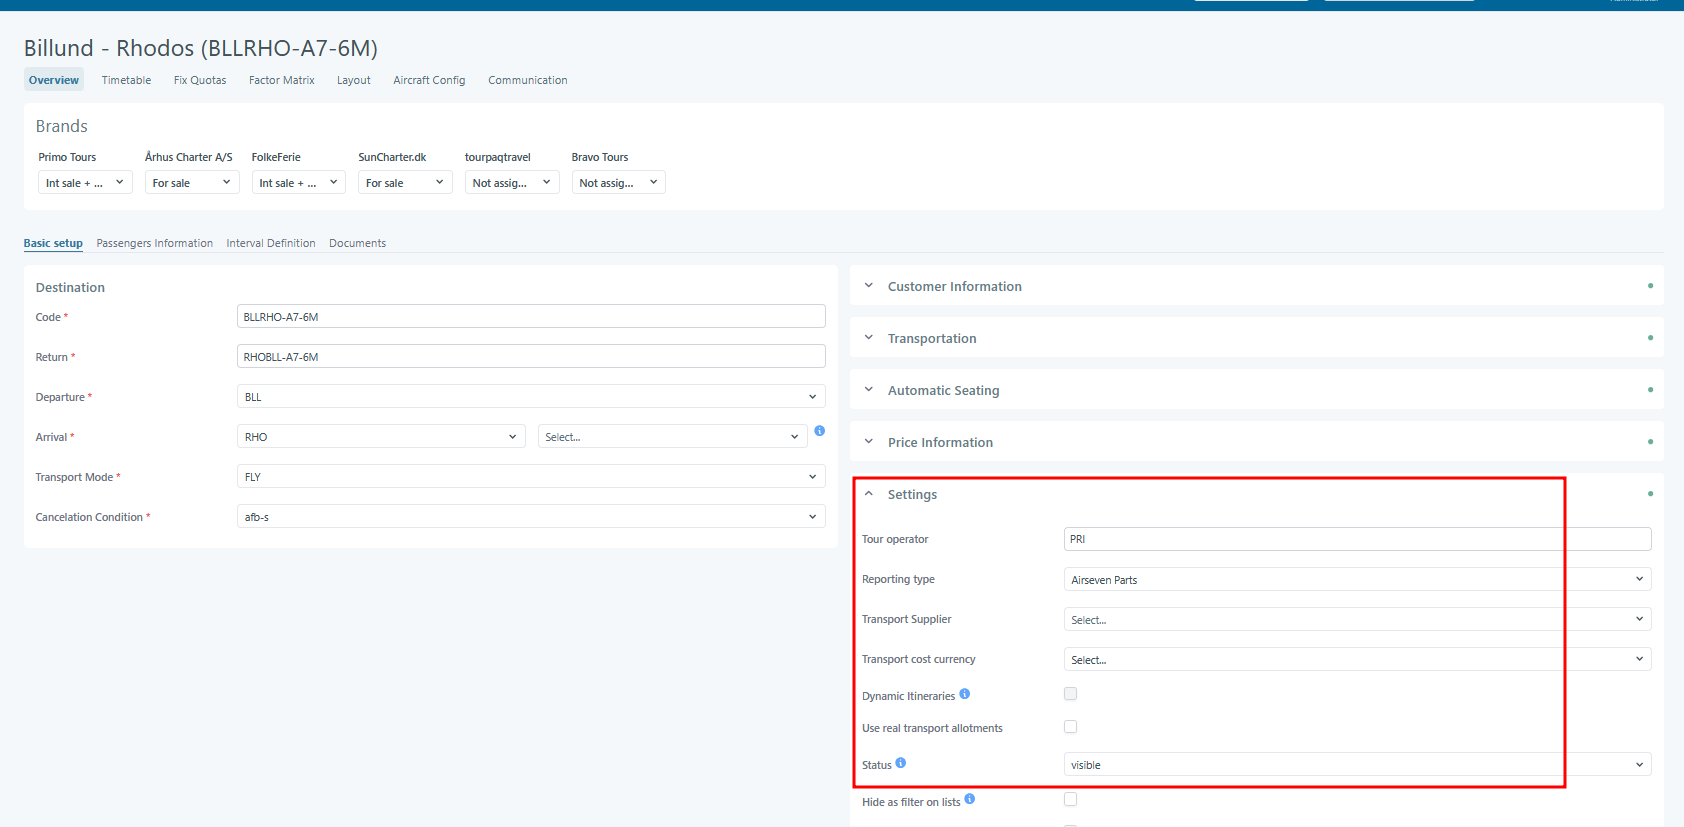 Billund - Rhodos (BLLRHO-A7-6M)
Overview Timetable Fix Quotas Factor Matrix Layout Aircraft Config Communication
Brands
Primo Tours Århus Charter A/S FolkeFerie SunCharter.dk tourpaqtravel Bravo Tours
Int sale + ... For sale Int sale + ... For sale Not assig... Not assig...
Basic setup Passengers Information Interval Definition Documents
Destination
Code *
BLLRHO-A7-6M
Return *
RHOBLL-A7-6M
Departure *
BLL
Arrival *
RHO Select...
Transport Mode *
FLY
Cancelation Condition *
afb-s
Customer Information
Transportation
Automatic Seating
Price Information
Settings
Tour operator
PRI
Reporting type
Airseven Parts
Transport Supplier
Select...
Transport cost currency
Select...
Dynamic Itineraries
Use real transport allotments
Status
visible
Hide as filter on lists